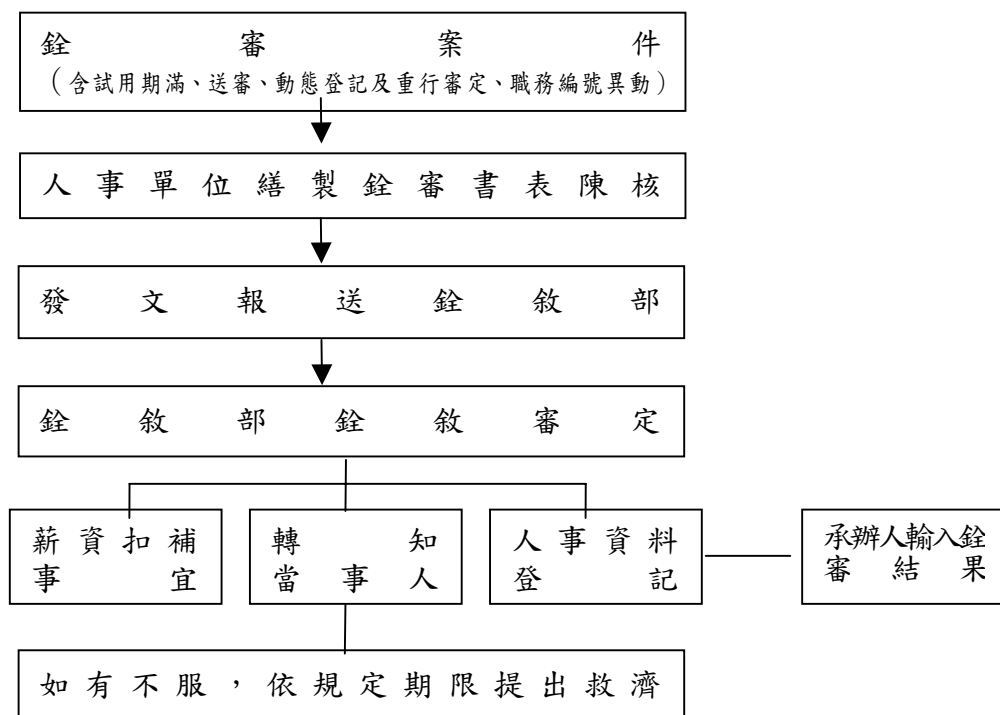 銓審案件
（含試用期滿、送審、動態登記及重行審定、職務編號異動）
人事單位繕製銓審書表陳核
發文報送銓敘部
銓敘部銓敘審定
薪資扣補
事宜
轉知
當事人
人事資料
登記
承辦人輸入銓
審結果
如有不服，依規定期限提出救濟